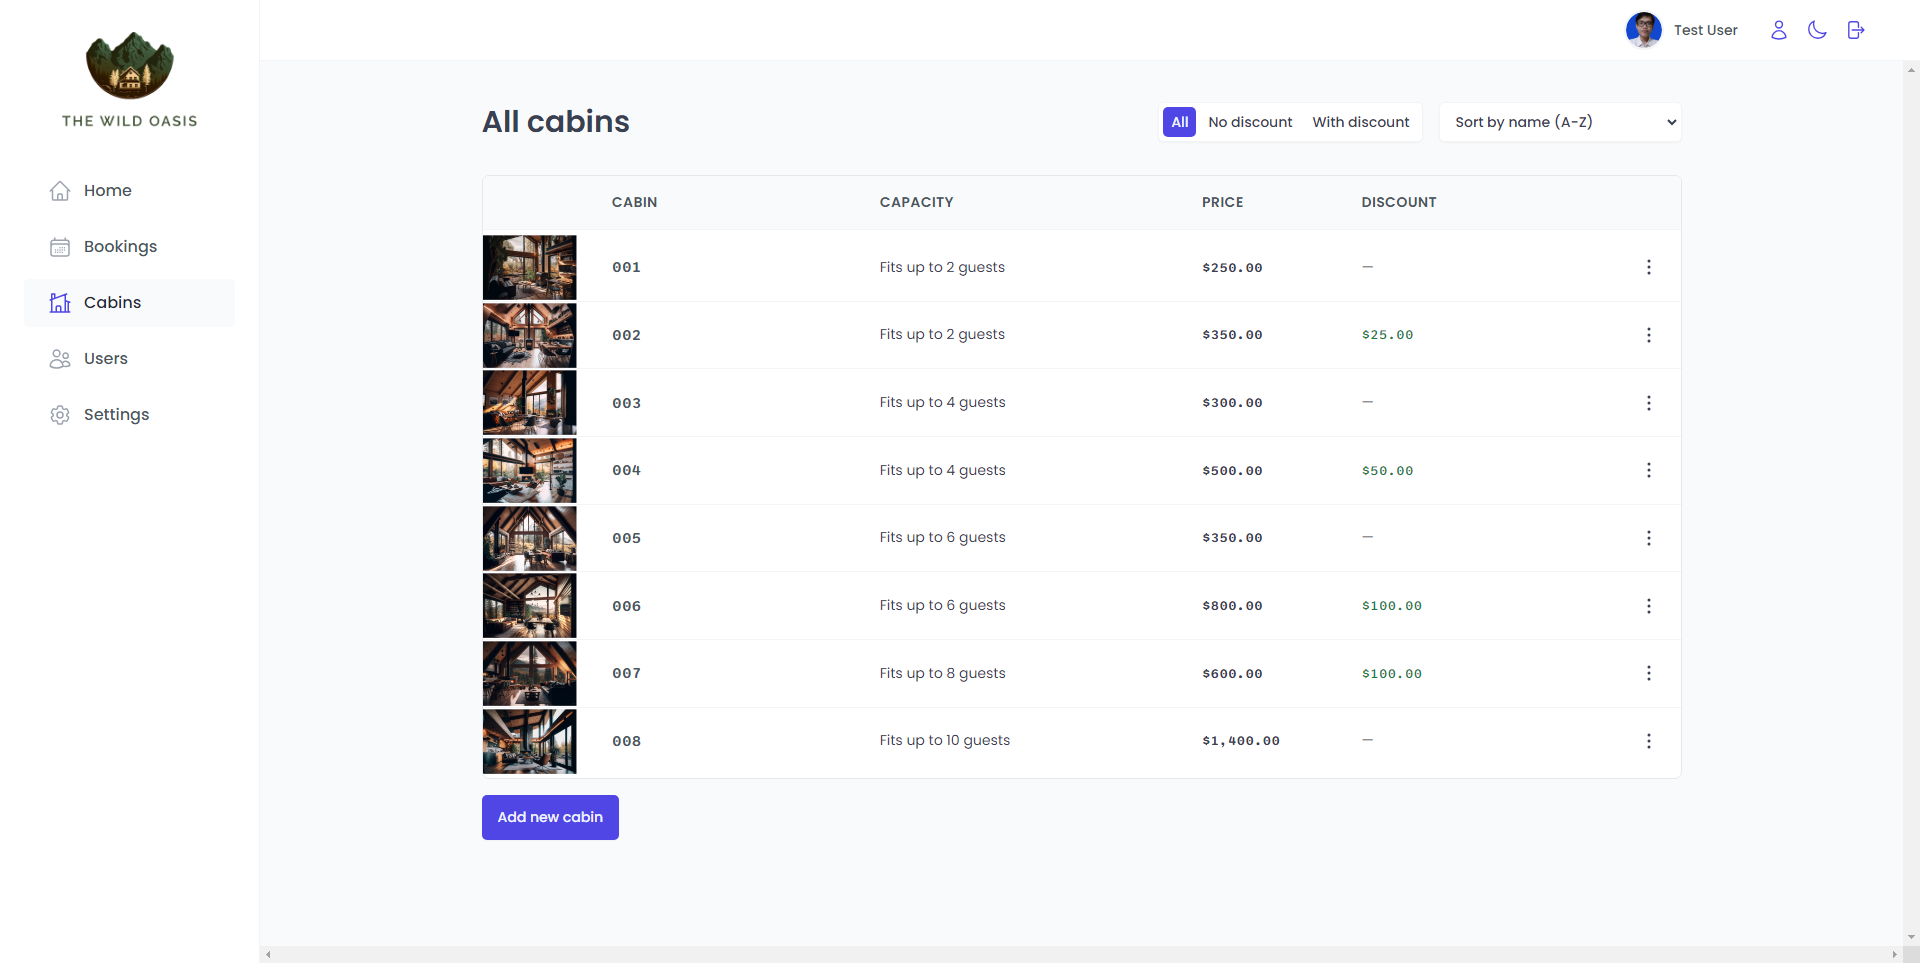 THE WILD OASIS
Home
Bookings
Cabins
Users
Settings
Test User
All cabins
All No discount With discount
Sort by name (A-Z)
CABIN CAPACITY PRICE DISCOUNT
001 Fits up to 2 guests $250.00 —
002 Fits up to 2 guests $350.00 $25.00
003 Fits up to 4 guests $300.00 —
004 Fits up to 4 guests $500.00 $50.00
005 Fits up to 6 guests $350.00 —
006 Fits up to 6 guests $800.00 $100.00
007 Fits up to 8 guests $600.00 $100.00
008 Fits up to 10 guests $1,400.00 —
Add new cabin